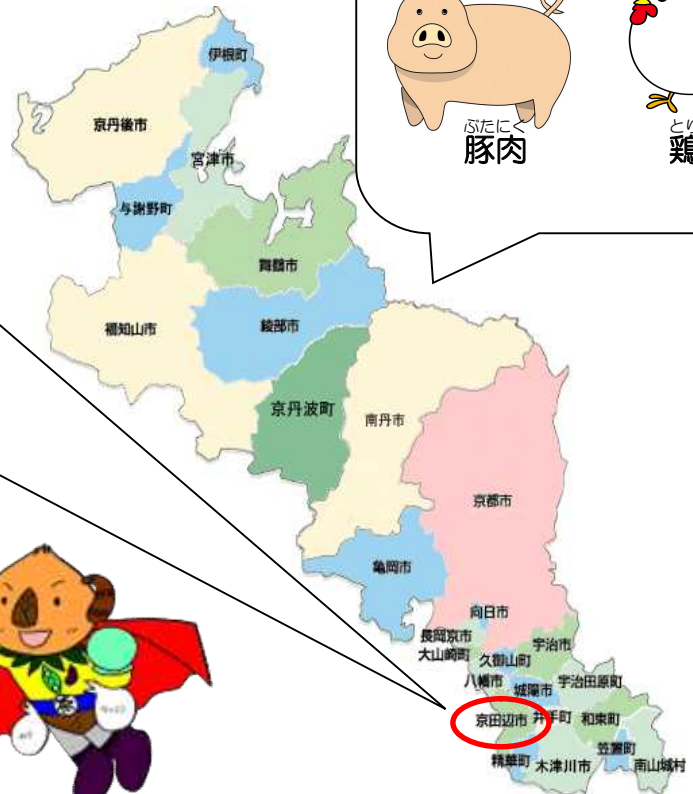 ぶたにく
豚肉
とり
鶏
伊根町
京丹後市
宮津市
与謝野町
舞鶴市
福知山市
綾部市
京丹波町
南丹市
京都市
亀岡市
向日市
長岡京市
大山崎町
宇治市
久御山町
八幡市
城陽市
宇治田原町
京田辺市
井手町
和束町
笠置町
精華町
木津川市
南山城村